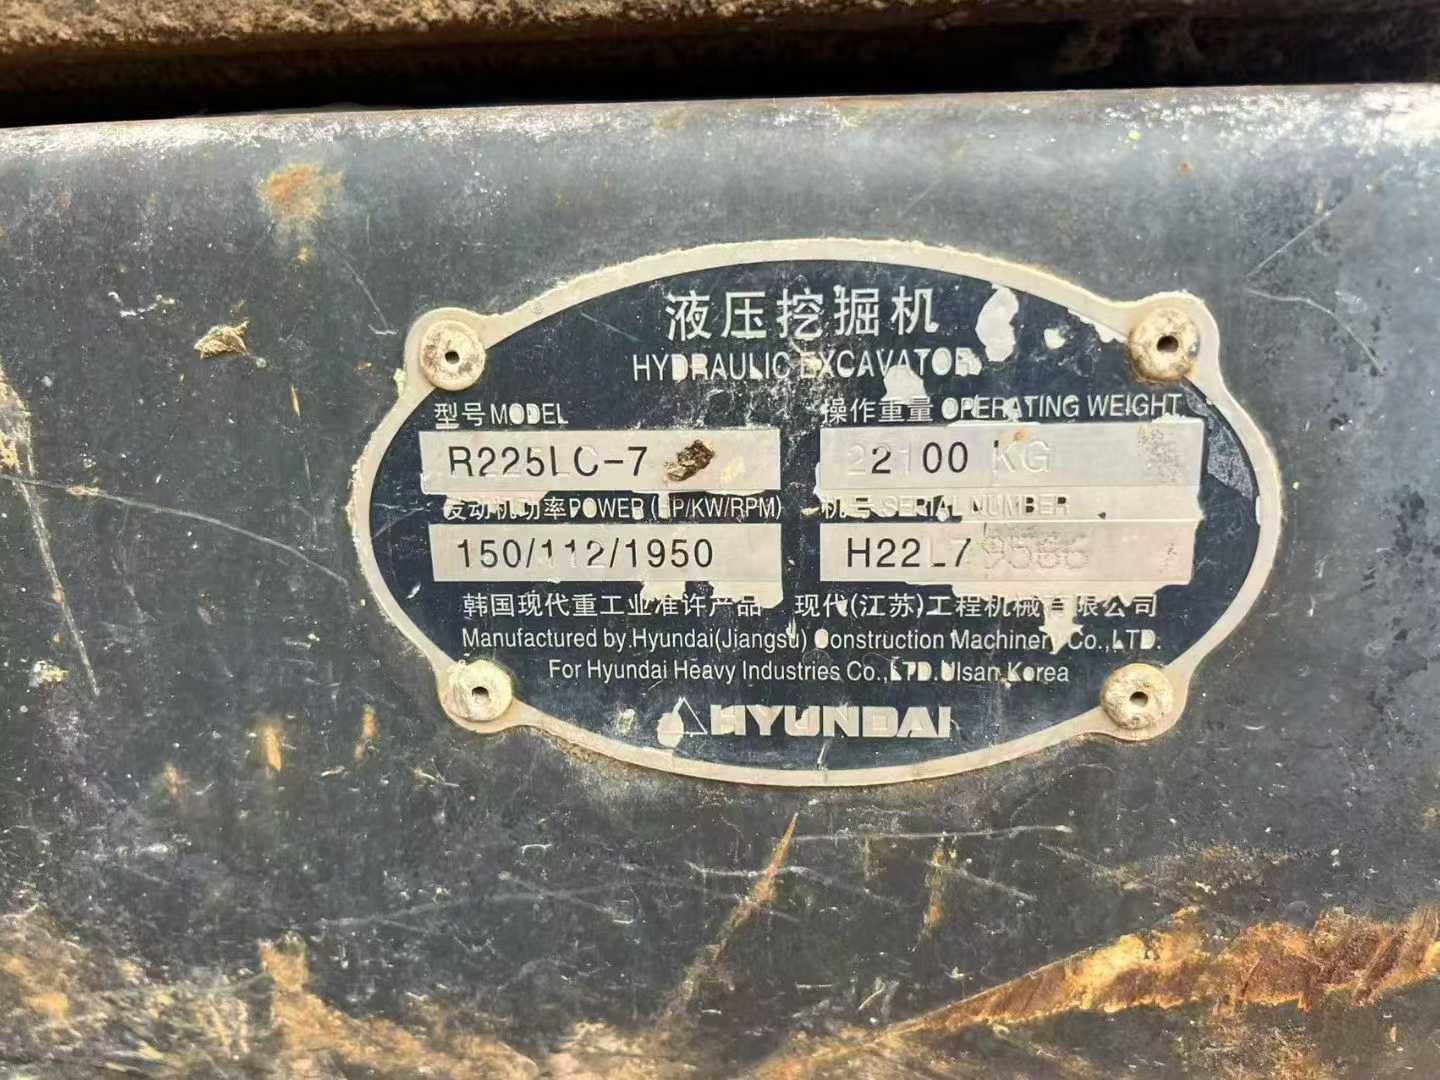 液压挖掘机
HYDRAULIC EXCAVATOR
型号 MODEL
操作重量 OPERATING WEIGHT
R225LC-7
22100 KG
发动机功率 POWER (HP/KW/RPM)
机号 SERIAL NUMBER
150/112/1950
韩国现代重工业准许产品 现代(江苏)工程机械有限公司
Manufactured by Hyundai(Jiangsu) Construction Machinery Co.,LTD.
For Hyundai Heavy Industries Co.,LTD.Ulsan,Korea
HYUNDAI